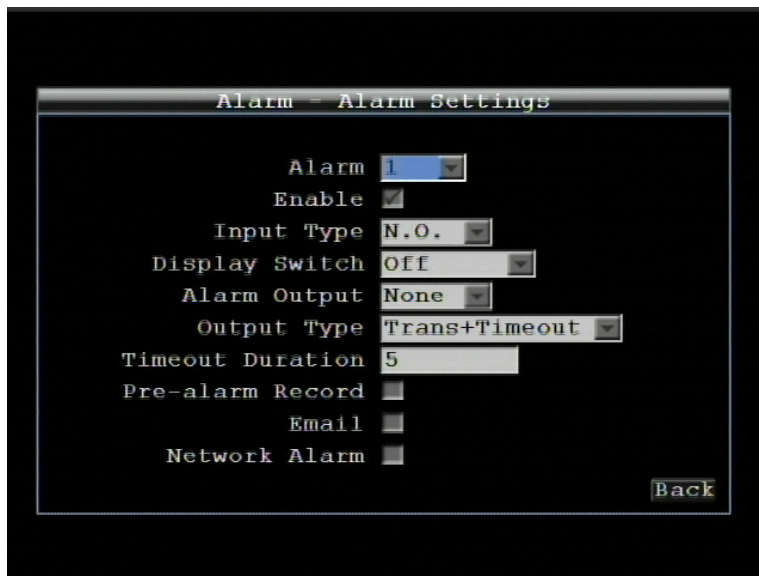 Alarm - Alarm Settings
Alarm 1
Enable
Input Type N.O.
Display Switch Off
Alarm Output None
Output Type Trans+Timeout
Timeout Duration 5
Pre-alarm Record
Email
Network Alarm
Back